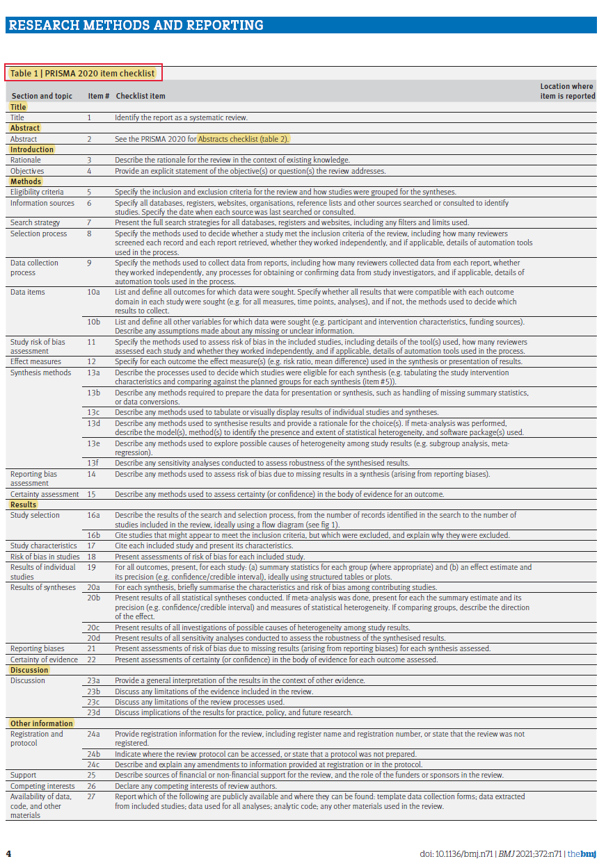 RESEARCH METHODS AND REPORTING
Table 1 | PRISMA 2020 item checklist
Section and topic Item # Checklist item Location where item is reported
Title
Title 1 Identify the report as a systematic review.
Abstract
Abstract 2 See the PRISMA 2020 for Abstracts checklist (table 2).
Introduction
Rationale 3 Describe the rationale for the review in the context of existing knowledge.
Objectives 4 Provide an explicit statement of the objective(s) or question(s) the review addresses.
Methods
Eligibility criteria 5 Specify the inclusion and exclusion criteria for the review and how studies were grouped for the syntheses.
Information sources 6 Specify all databases, registers, websites, organisations, reference lists and other sources searched or consulted to identify
studies. Specify the date when each source was last searched or consulted.
Search strategy 7 Present the full search strategies for all databases, registers and websites, including any filters and limits used.
Selection process 8 Specify the methods used to decide whether a study met the inclusion criteria of the review, including how many reviewers
screened each record and each report retrieved, whether they worked independently, and if applicable, details of automation tools
used in the process.
Data collection 9 Specify the methods used to collect data from reports, including how many reviewers collected data from each report, whether
process they worked independently, any processes for obtaining or confirming data from study investigators, and if applicable, details of
automation tools used in the process.
Data items 10a List and define all outcomes for which data were sought. Specify whether all results that were compatible with each outcome
domain in each study were sought (e.g. for all measures, time points, analyses), and if not, the methods used to decide which
results to collect.
10b List and define all other variables for which data were sought (e.g. participant and intervention characteristics, funding sources).
Describe any assumptions made about any missing or unclear information.
Study risk of bias 11 Specify the methods used to assess risk of bias in the included studies, including details of the tool(s) used, how many reviewers
assessment assessed each study and whether they worked independently, and if applicable, details of automation tools used in the process.
Effect measures 12 Specify for each outcome the effect measure(s) (e.g. risk ratio, mean difference) used in the synthesis or presentation of results.
Synthesis methods 13a Describe the processes used to decide which studies were eligible for each synthesis (e.g. tabulating the study intervention
characteristics and comparing against the planned groups for each synthesis (item #5)).
13b Describe any methods required to prepare the data for presentation or synthesis, such as handling of missing summary statistics,
or data conversions.
13c Describe any methods used to tabulate or visually display results of individual studies and syntheses.
13d Describe any methods used to synthesise results and provide a rationale for the choice(s). If meta-analysis was performed,
describe the model(s), method(s) to identify the presence and extent of statistical heterogeneity, and software package(s) used.
13e Describe any methods used to explore possible causes of heterogeneity among study results (e.g. subgroup analysis, meta-
regression).
13f Describe any sensitivity analyses conducted to assess robustness of the synthesised results.
Reporting bias 14 Describe any methods used to assess risk of bias due to missing results in a synthesis (arising from reporting biases).
assessment
Certainty assessment 15 Describe any methods used to assess certainty (or confidence) in the body of evidence for an outcome.
Results
Study selection 16a Describe the results of the search and selection process, from the number of records identified in the search to the number of
studies included in the review, ideally using a flow diagram (see fig 1).
16b Cite studies that might appear to meet the inclusion criteria, but which were excluded, and explain why they were excluded.
Study characteristics 17 Cite each included study and present its characteristics.
Risk of bias in studies 18 Present assessments of risk of bias for each included study.
Results of individual 19 For all outcomes, present, for each study: (a) summary statistics for each group (where appropriate) and (b) an effect estimate and
studies its precision (e.g. confidence/credible interval), ideally using structured tables or plots.
Results of syntheses 20a For each synthesis, briefly summarise the characteristics and risk of bias among contributing studies.
20b Present results of all statistical syntheses conducted. If meta-analysis was done, present for each the summary estimate and its
precision (e.g. confidence/credible interval) and measures of statistical heterogeneity. If comparing groups, describe the direction
of the effect.
20c Present results of all investigations of possible causes of heterogeneity among study results.
20d Present results of all sensitivity analyses conducted to assess the robustness of the synthesised results.
Reporting biases 21 Present assessments of risk of bias due to missing results (arising from reporting biases) for each synthesis assessed.
Certainty of evidence 22 Present assessments of certainty (or confidence) in the body of evidence for each outcome assessed.
Discussion
Discussion 23a Provide a general interpretation of the results in the context of other evidence.
23b Discuss any limitations of the evidence included in the review.
23c Discuss any limitations of the review processes used.
23d Discuss implications of the results for practice, policy, and future research.
Other information
Registration and 24a Provide registration information for the review, including register name and registration number, or state that the review was not
protocol registered.
24b Indicate where the review protocol can be accessed, or state that a protocol was not prepared.
24c Describe and explain any amendments to information provided at registration or in the protocol.
Support 25 Describe sources of financial or non-financial support for the review, and the role of the funders or sponsors in the review.
Competing interests 26 Declare any competing interests of review authors.
Availability of data, 27 Report which of the following are publicly available and where they can be found: template data collection forms; data extracted
code, and other from included studies; data used for all analyses; analytic code; any other materials used in the review.
materials
4 doi: 10.1136/bmj.n71 | BMJ 2021;372:n71 | thebmj